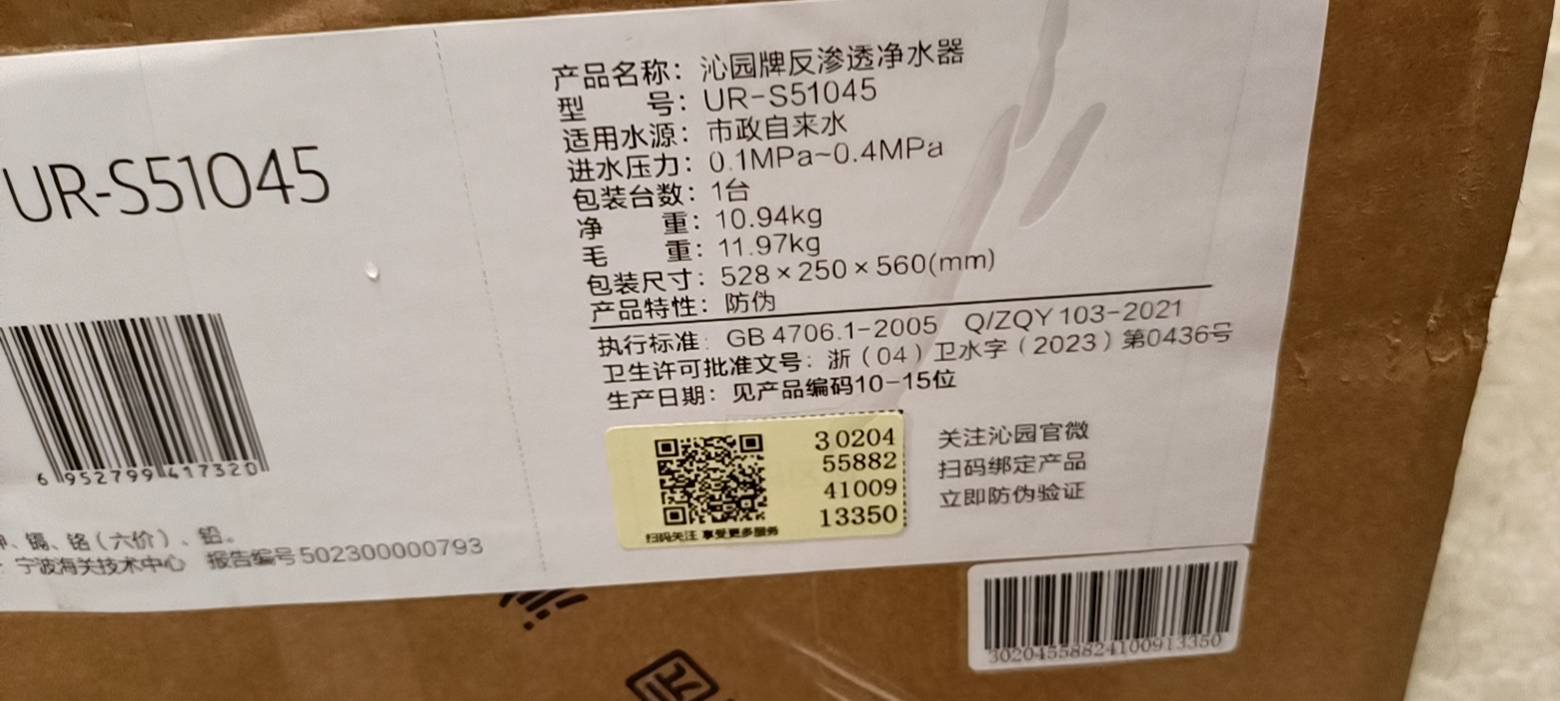 UR-S51045
6 952799 417320
、镉、铬(六价)、铅。
宁波海关技术中心 报告编号502300000793
产品名称：沁园牌反渗透净水器
型 号：UR-S51045
适用水源：市政自来水
进水压力：0.1MPa~0.4MPa
包装台数：1台
净 重：10.94kg
毛 重：11.97kg
包装尺寸：528×250×560(mm)
产品特性：防伪
执行标准：GB 4706.1-2005 Q/ZQY 103-2021
卫生许可批准文号：浙（04）卫水字（2023）第0436号
生产日期：见产品编码10-15位
30204
55882
41009
13350
扫码关注 享受更多服务
关注沁园官微
扫码绑定产品
立即防伪验证
30204558824100913350